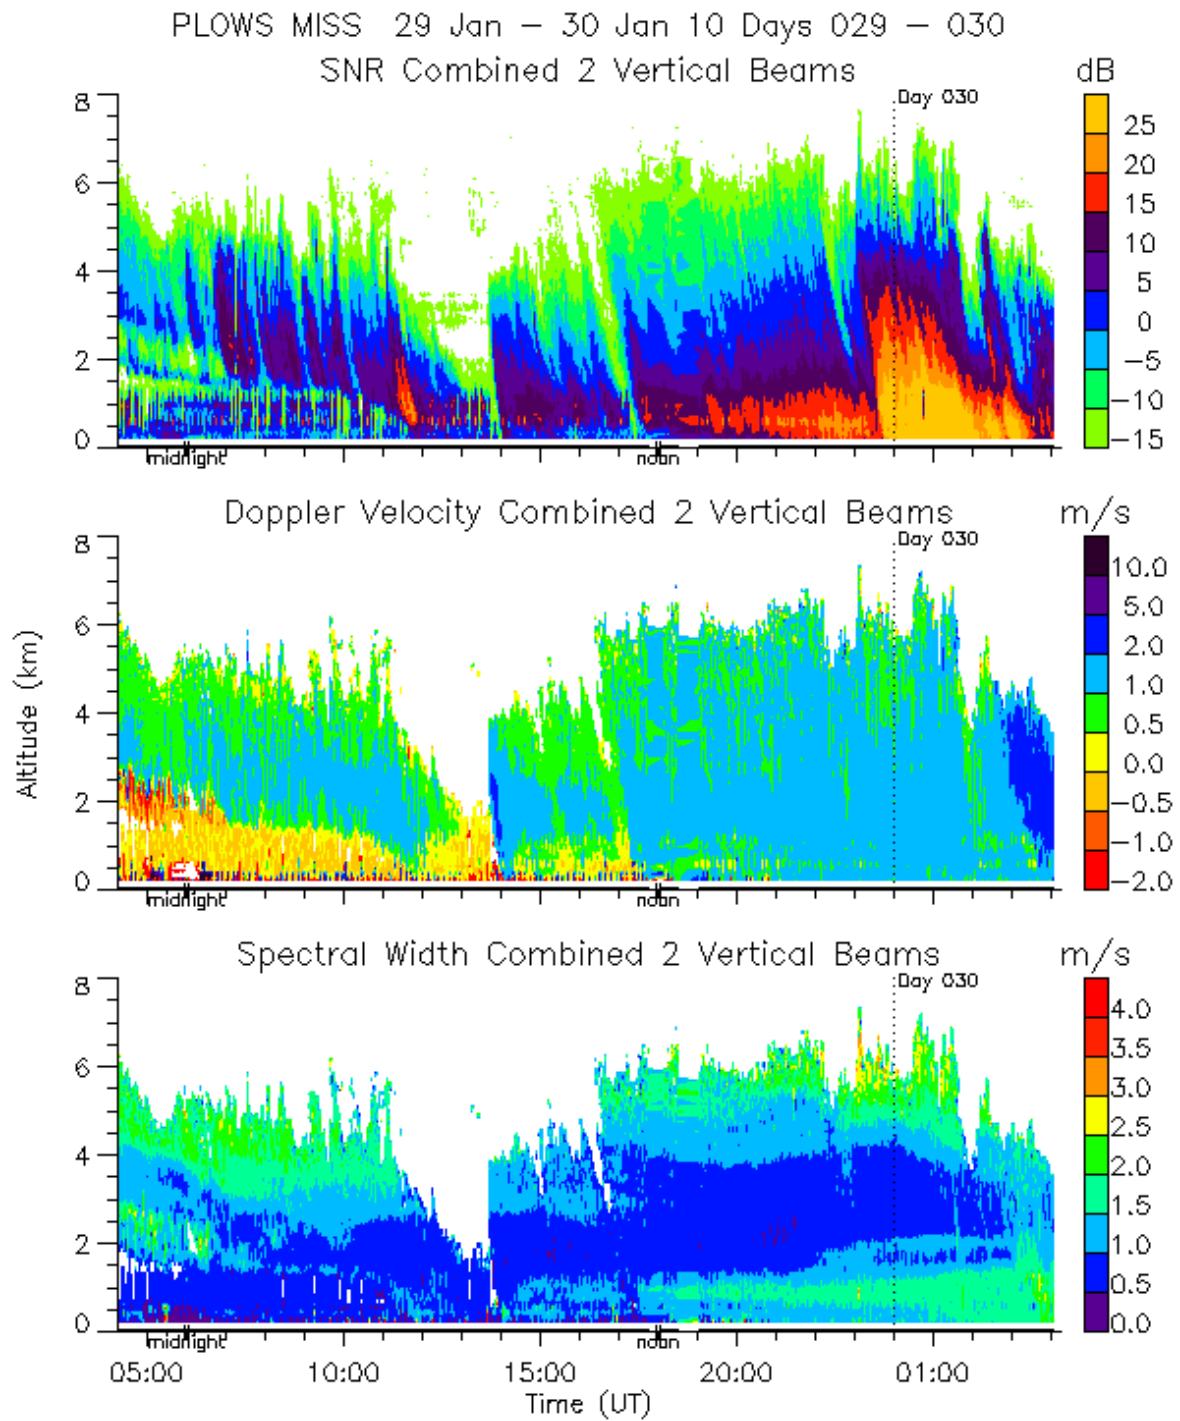 PLOWS MISS 29 Jan - 30 Jan 10 Days 029 - 030
SNR Combined 2 Vertical Beams
dB
Day 030
8
6
4
2
0
25
20
15
10
5
0
-5
-10
-15
midnight
noon
Doppler Velocity Combined 2 Vertical Beams
m/s
Day 030
8
6
4
2
0
Altitude (km)
10.0
5.0
2.0
1.0
0.5
0.0
-0.5
-1.0
-2.0
midnight
noon
Spectral Width Combined 2 Vertical Beams
m/s
Day 030
8
6
4
2
0
4.0
3.5
3.0
2.5
2.0
1.5
1.0
0.5
0.0
midnight
noon
05:00 10:00 15:00 20:00 01:00
Time (UT)